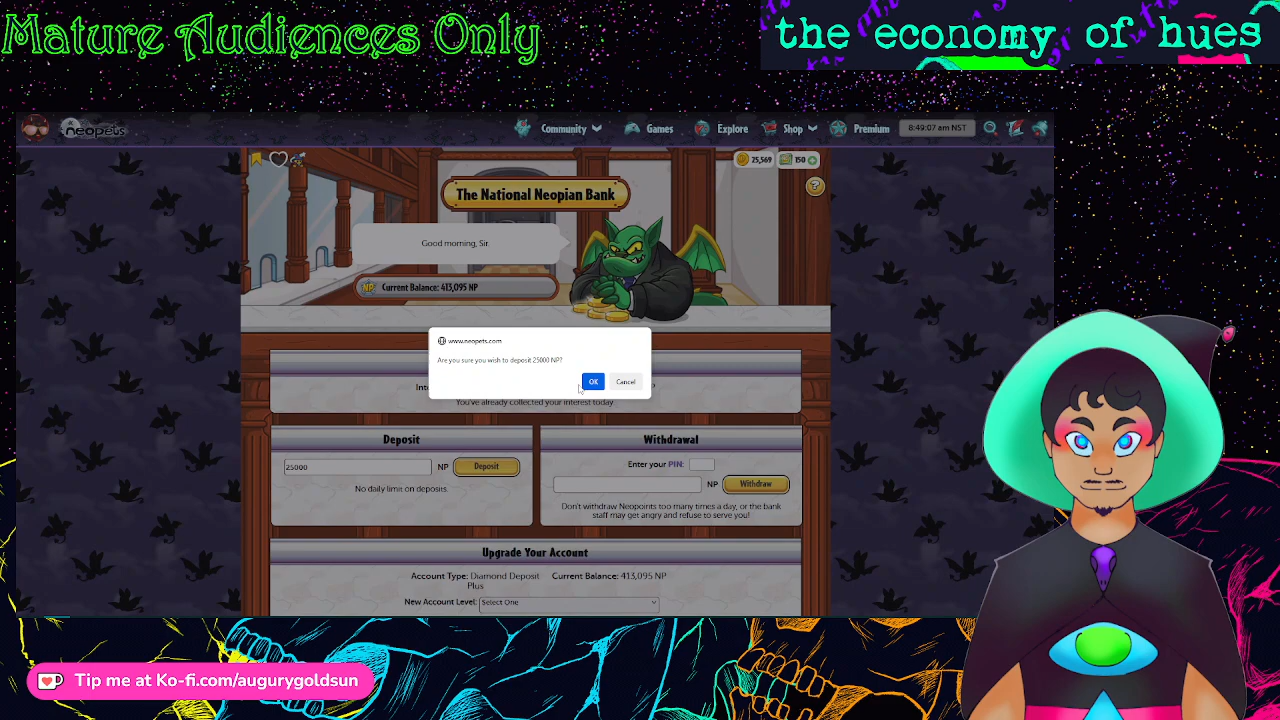 Mature Audiences Only
the economy of hues
neopets
Community
Games
Explore
Shop
Premium
8:49:07 am NST
25,569
150
?
The National Neopian Bank
Good morning, Sir.
NP
Current Balance: 413,095 NP
www.neopets.com
Are you sure you wish to deposit 25000 NP?
OK
Cancel
You've already collected your interest today.
Deposit
25000
NP
Deposit
No daily limit on deposits.
Withdrawal
Enter your PIN:
NP
Withdraw
Don't withdraw Neopoints too many times a day, or the bank
staff may get angry and refuse to serve you!
Upgrade Your Account
Account Type: Diamond Deposit
Plus
Current Balance: 413,095 NP
New Account Level:
Select One
Tip me at Ko-fi.com/augurygoldsun